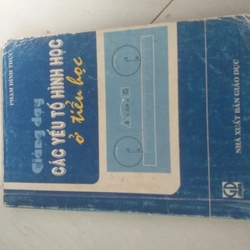 PHẠM ĐÌNH THỰC
Giảng dạy
CÁC YẾU TỐ HÌNH HỌC
ở tiểu học
NHÀ XUẤT BẢN GIÁO DỤC